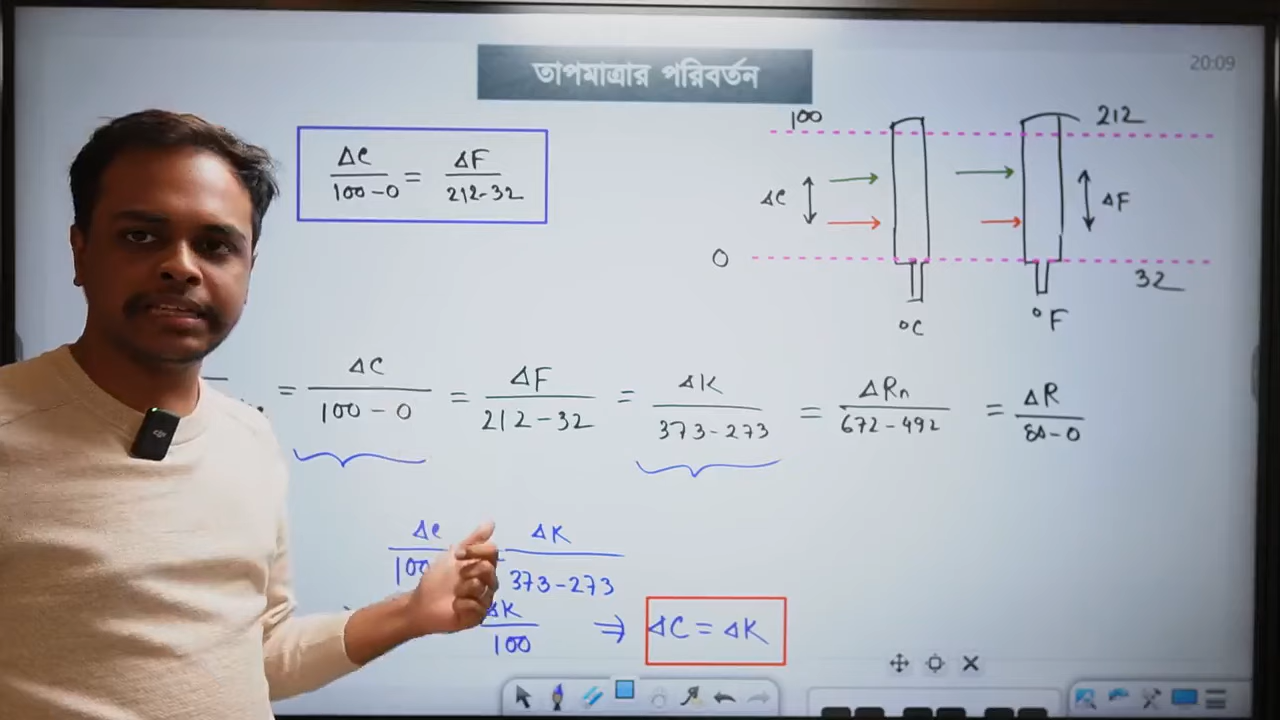 তাপমাত্রার পরিবর্তন
20:09
ΔC / 100-0 = ΔF / 212-32
100
212
ΔC
ΔF
0
32
°C
°F
= ΔC / 100-0 = ΔF / 212-32 = ΔK / 373-273 = ΔRn / 672-492 = ΔR / 80-0
ΔC / 100 ΔK / 373-273
ΔK / 100 ⇒ ΔC = ΔK